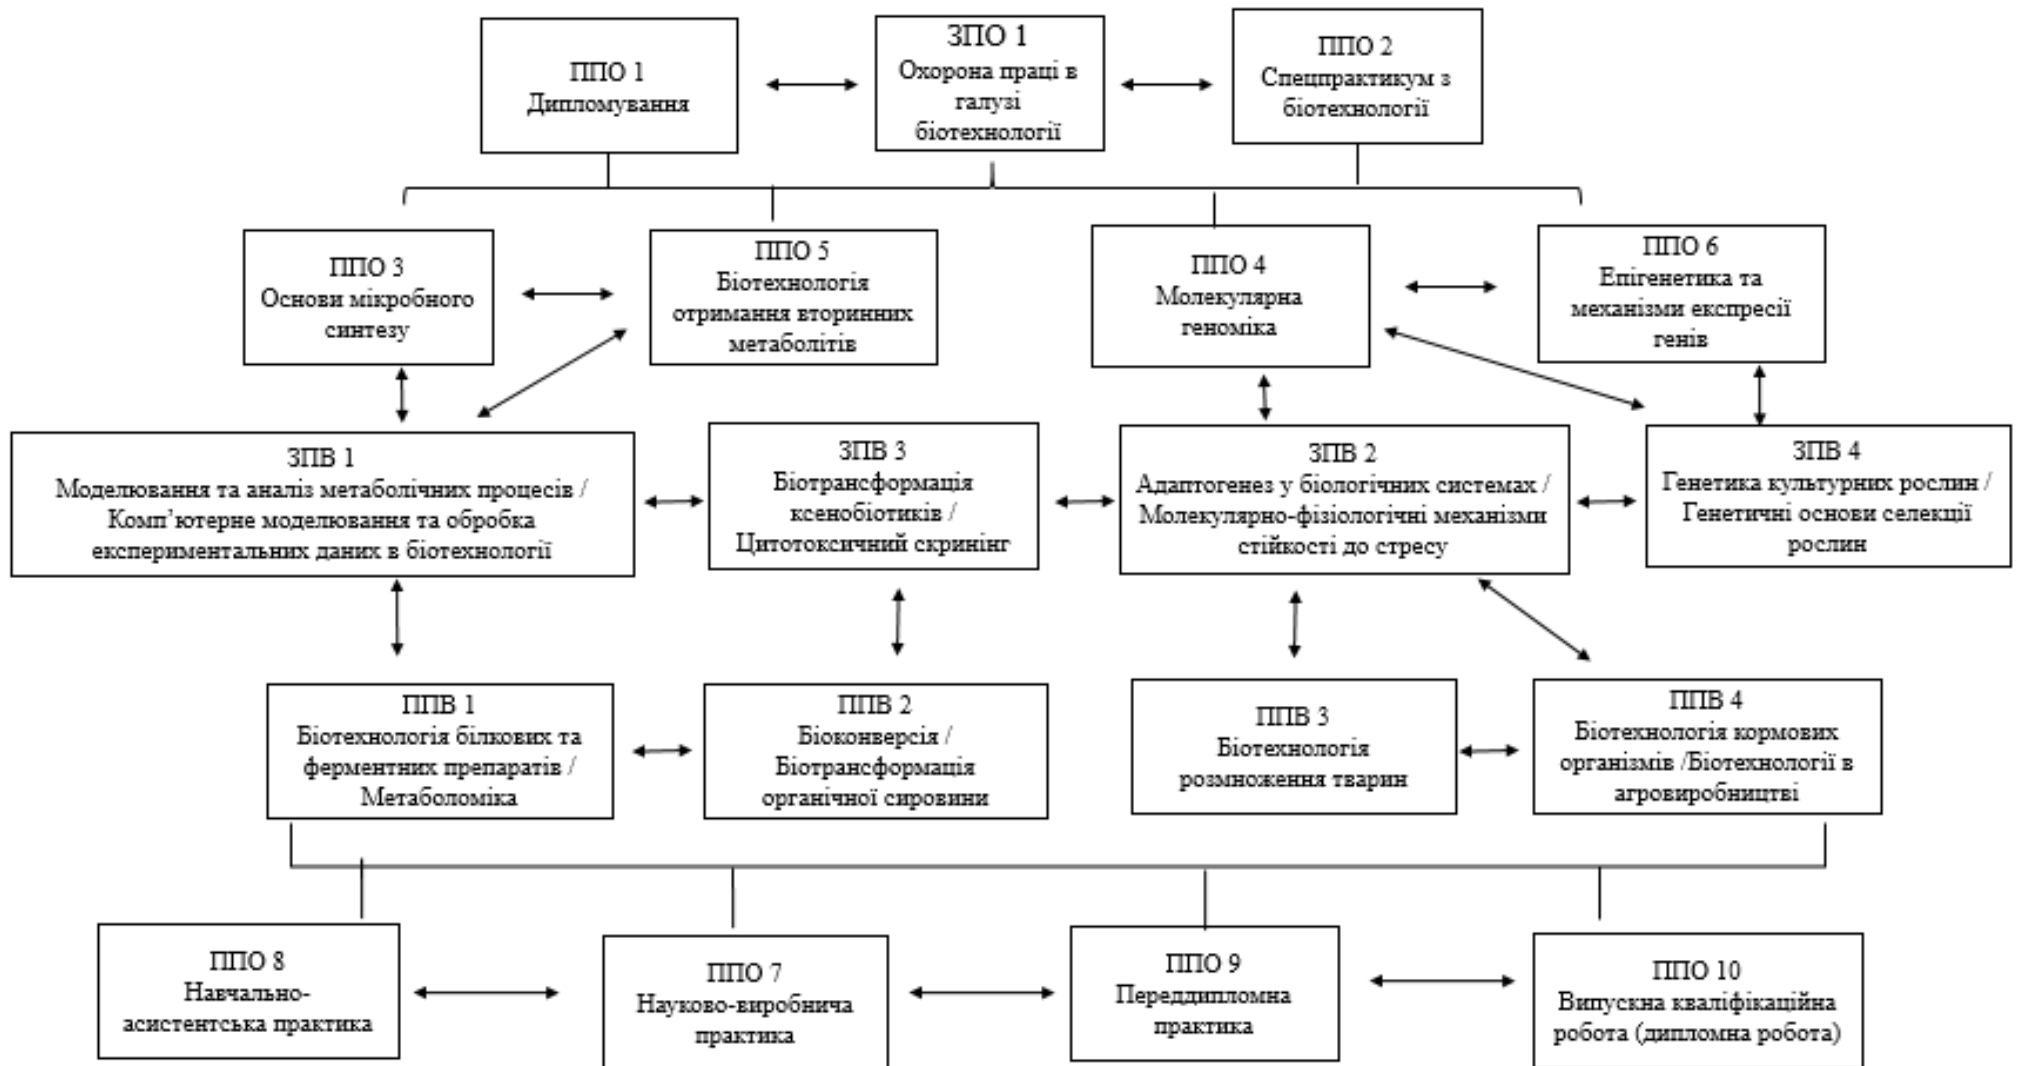 ППО 1
Дипломування
ЗПО 1
Охорона праці в
галузі
біотехнології
ППО 2
Спецпрактикум з
біотехнології
ППО 3
Основи мікробного
синтезу
ППО 5
Біотехнологія
отримання вторинних
метаболітів
ППО 4
Молекулярна
геноміка
ППО 6
Епігенетика та
механізми експресії
генів
ЗПВ 1
Моделювання та аналіз метаболічних процесів /
Комп’ютерне моделювання та обробка
експериментальних даних в біотехнології
ЗПВ 3
Біотрансформація
ксенобіотиків /
Цитотоксичний скринінг
ЗПВ 2
Адаптогенез у біологічних системах /
Молекулярно-фізіологічні механізми
стійкості до стресу
ЗПВ 4
Генетика культурних рослин /
Генетичні основи селекції
рослин
ППВ 1
Біотехнологія білкових та
ферментних препаратів /
Метаболоміка
ППВ 2
Біоконверсія /
Біотрансформація
органічної сировини
ППВ 3
Біотехнологія
розмноження тварин
ППВ 4
Біотехнологія кормових
організмів /Біотехнології в
агровиробництві
ППО 8
Навчально-
асистентська практика
ППО 7
Науково-виробнича
практика
ППО 9
Переддипломна
практика
ППО 10
Випускна кваліфікаційна
робота (дипломна робота)